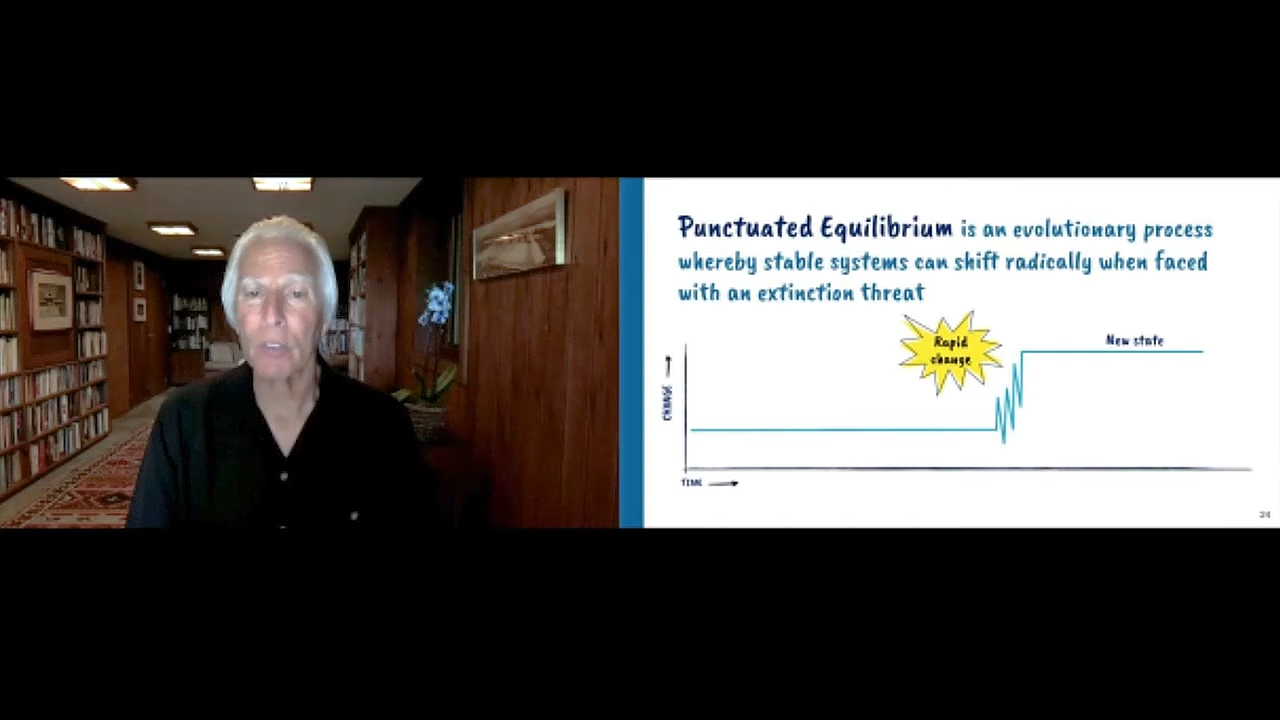 Punctuated Equilibrium is an evolutionary process
whereby stable systems can shift radically when faced
with an extinction threat
Rapid
change
New state
CHANGE
TIME
24